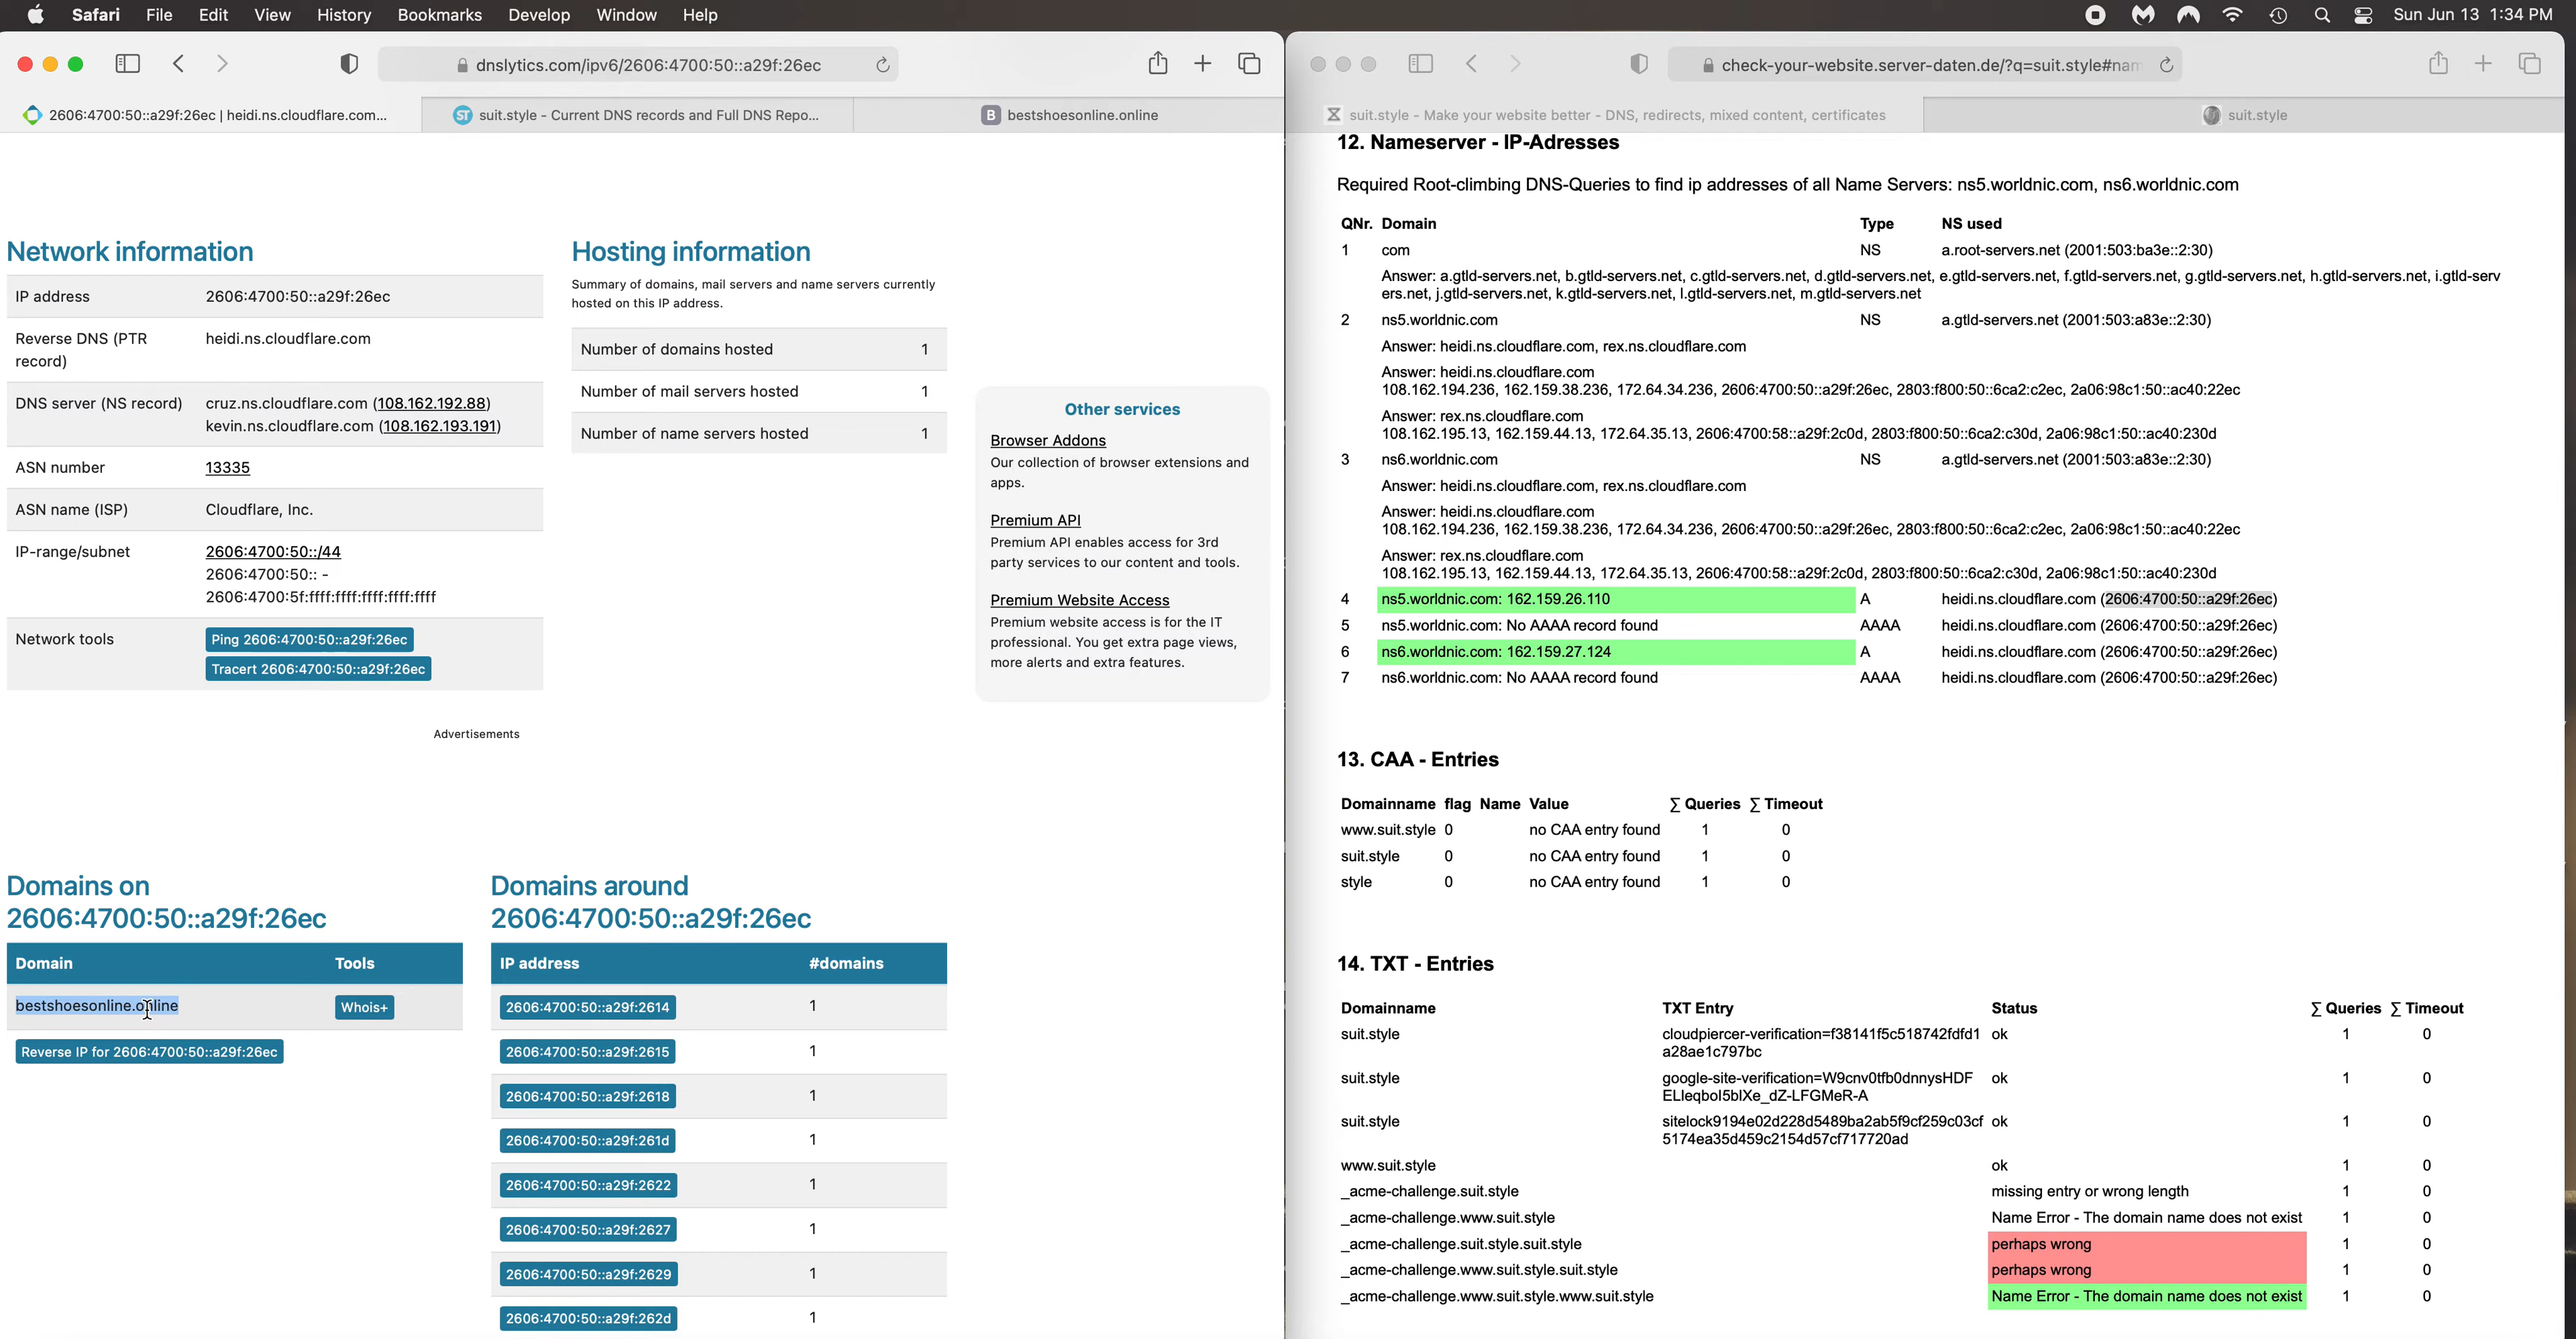 Safari File Edit View History Bookmarks Develop Window Help
Sun Jun 13 1:34 PM
dnslytics.com/ipv6/2606:4700:50::a29f:26ec
2606:4700:50::a29f:26ec | heidi.ns.cloudflare.com...
ST suit.style - Current DNS records and Full DNS Repo...
B bestshoesonline.online
Network information
IP address 2606:4700:50::a29f:26ec
Reverse DNS (PTR heidi.ns.cloudflare.com
record)
DNS server (NS record) cruz.ns.cloudflare.com (108.162.192.88)
kevin.ns.cloudflare.com (108.162.193.191)
ASN number 13335
ASN name (ISP) Cloudflare, Inc.
IP-range/subnet 2606:4700:50::/44
2606:4700:50:: -
2606:4700:5f:ffff:ffff:ffff:ffff:ffff
Network tools Ping 2606:4700:50::a29f:26ec
Tracert 2606:4700:50::a29f:26ec
Hosting information
Summary of domains, mail servers and name servers currently
hosted on this IP address.
Number of domains hosted 1
Number of mail servers hosted 1
Number of name servers hosted 1
Other services
Browser Addons
Our collection of browser extensions and
apps.
Premium API
Premium API enables access for 3rd
party services to our content and tools.
Premium Website Access
Premium website access is for the IT
professional. You get extra page views,
more alerts and extra features.
Advertisements
Domains on
2606:4700:50::a29f:26ec
Domain Tools
bestshoesonline.online Whois+
Reverse IP for 2606:4700:50::a29f:26ec
Domains around
2606:4700:50::a29f:26ec
IP address #domains
2606:4700:50::a29f:2614 1
2606:4700:50::a29f:2615 1
2606:4700:50::a29f:2618 1
2606:4700:50::a29f:261d 1
2606:4700:50::a29f:2622 1
2606:4700:50::a29f:2627 1
2606:4700:50::a29f:2629 1
2606:4700:50::a29f:262d 1
check-your-website.server-daten.de/?q=suit.style#nam
suit.style - Make your website better - DNS, redirects, mixed content, certificates
suit.style
12. Nameserver - IP-Adresses
Required Root-climbing DNS-Queries to find ip addresses of all Name Servers: ns5.worldnic.com, ns6.worldnic.com
QNr. Domain Type NS used
1 com NS a.root-servers.net (2001:503:ba3e::2:30)
Answer: a.gtld-servers.net, b.gtld-servers.net, c.gtld-servers.net, d.gtld-servers.net, e.gtld-servers.net, f.gtld-servers.net, g.gtld-servers.net, h.gtld-servers.net, i.gtld-serv
ers.net, j.gtld-servers.net, k.gtld-servers.net, l.gtld-servers.net, m.gtld-servers.net
2 ns5.worldnic.com NS a.gtld-servers.net (2001:503:a83e::2:30)
Answer: heidi.ns.cloudflare.com, rex.ns.cloudflare.com
Answer: heidi.ns.cloudflare.com
108.162.194.236, 162.159.38.236, 172.64.34.236, 2606:4700:50::a29f:26ec, 2803:f800:50::6ca2:c2ec, 2a06:98c1:50::ac40:22ec
Answer: rex.ns.cloudflare.com
108.162.195.13, 162.159.44.13, 172.64.35.13, 2606:4700:58::a29f:2c0d, 2803:f800:50::6ca2:c30d, 2a06:98c1:50::ac40:230d
3 ns6.worldnic.com NS a.gtld-servers.net (2001:503:a83e::2:30)
Answer: heidi.ns.cloudflare.com, rex.ns.cloudflare.com
Answer: heidi.ns.cloudflare.com
108.162.194.236, 162.159.38.236, 172.64.34.236, 2606:4700:50::a29f:26ec, 2803:f800:50::6ca2:c2ec, 2a06:98c1:50::ac40:22ec
Answer: rex.ns.cloudflare.com
108.162.195.13, 162.159.44.13, 172.64.35.13, 2606:4700:58::a29f:2c0d, 2803:f800:50::6ca2:c30d, 2a06:98c1:50::ac40:230d
4 ns5.worldnic.com: 162.159.26.110 A heidi.ns.cloudflare.com (2606:4700:50::a29f:26ec)
5 ns5.worldnic.com: No AAAA record found AAAA heidi.ns.cloudflare.com (2606:4700:50::a29f:26ec)
6 ns6.worldnic.com: 162.159.27.124 A heidi.ns.cloudflare.com (2606:4700:50::a29f:26ec)
7 ns6.worldnic.com: No AAAA record found AAAA heidi.ns.cloudflare.com (2606:4700:50::a29f:26ec)
13. CAA - Entries
Domainname flag Name Value ∑ Queries ∑ Timeout
www.suit.style 0 no CAA entry found 1 0
suit.style 0 no CAA entry found 1 0
style 0 no CAA entry found 1 0
14. TXT - Entries
Domainname TXT Entry Status ∑ Queries ∑ Timeout
suit.style cloudpiercer-verification=f38141f5c518742fdfd1 ok 1 0
a28ae1c797bc
suit.style google-site-verification=W9cnv0tfb0dnnysHDF ok 1 0
ELleqbol5blXe_dZ-LFGMeR-A
suit.style sitelock9194e02d228d5489ba2ab5f9cf259c03cf ok 1 0
5174ea35d459c2154d57cf717720ad
www.suit.style ok 1 0
_acme-challenge.suit.style missing entry or wrong length 1 0
_acme-challenge.www.suit.style Name Error - The domain name does not exist 1 0
_acme-challenge.suit.style.suit.style perhaps wrong 1 0
_acme-challenge.www.suit.style.suit.style perhaps wrong 1 0
_acme-challenge.www.suit.style.www.suit.style Name Error - The domain name does not exist 1 0